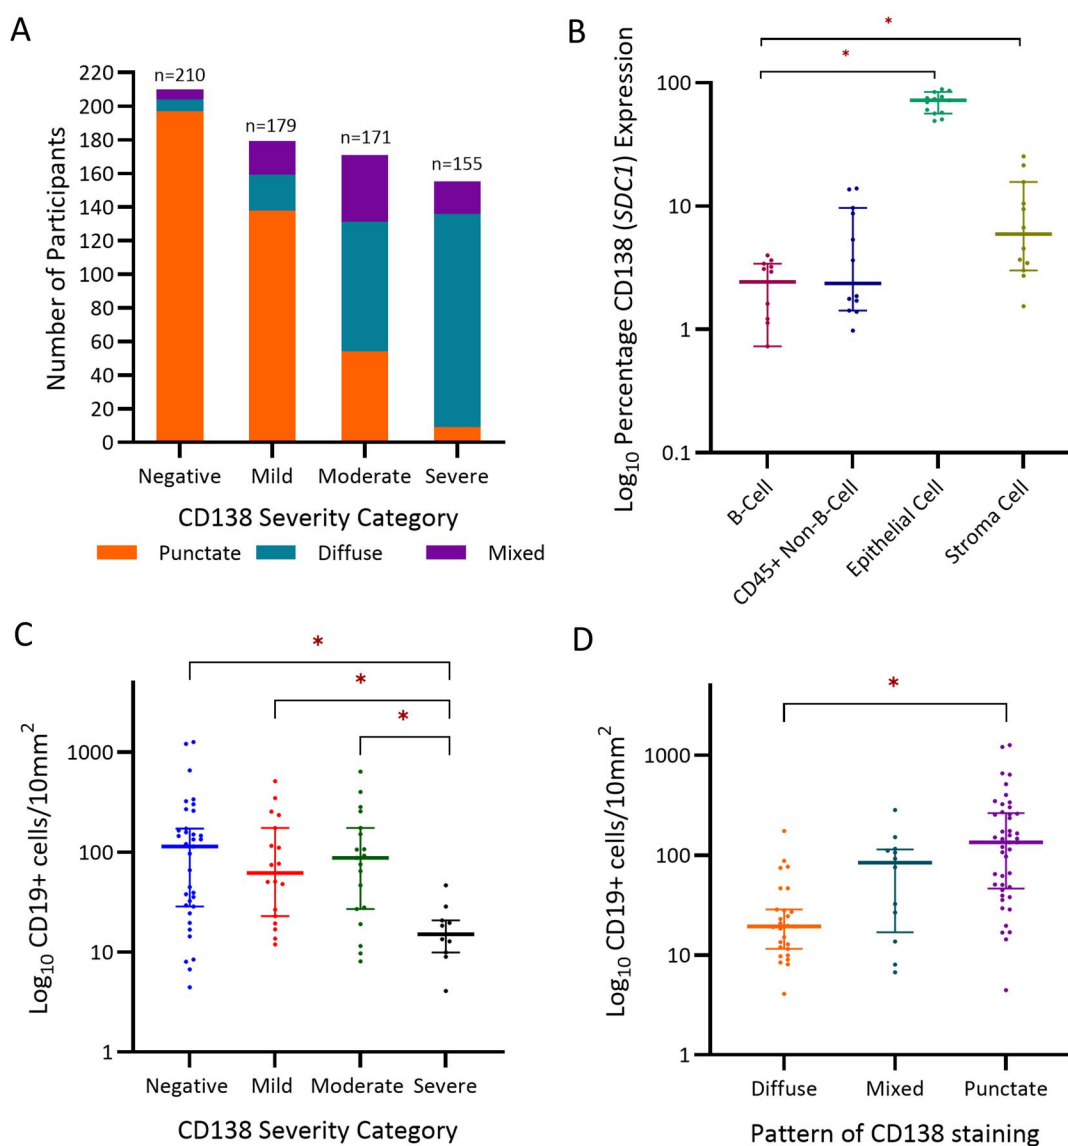 A
Number of Participants
220
200
180
160
140
120
100
80
60
40
20
0
n=210
n=179
n=171
n=155
Negative Mild Moderate Severe
CD138 Severity Category
Punctate Diffuse Mixed
B
Log10 Percentage CD138 (SDC1) Expression
100
10
1
0.1
* 
*
B-Cell
CD45+ Non-B-Cell
Epithelial Cell
Stroma Cell
C
Log10 CD19+ cells/10mm2
1000
100
10
1
*
*
*
Negative Mild Moderate Severe
CD138 Severity Category
D
Log10 CD19+ cells/10mm2
1000
100
10
1
*
Diffuse Mixed Punctate
Pattern of CD138 staining